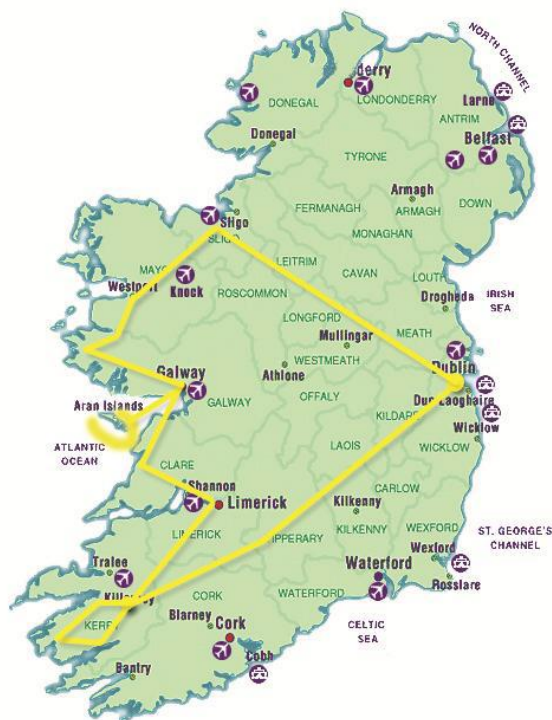 NORTH CHANNEL
derry
DONEGAL
LONDONDERRY
Larne
ANTRIM
Donegal
Belfast
TYRONE
Armagh
FERMANAGH
ARMAGH
DOWN
Sligo
SLIGO
MONAGHAN
LEITRIM
MAYO
CAVAN
LOUTH
Westport
Knock
ROSCOMMON
IRISH
SEA
Drogheda
LONGFORD
Mullingar
MEATH
WESTMEATH
Galway
Athlone
Dublin
Aran Islands
GALWAY
OFFALY
Dun Laoghaire
KILDARE
Wicklow
ATLANTIC
OCEAN
LAOIS
WICKLOW
CLARE
Shannon
CARLOW
Limerick
Kilkenny
LIMERICK
TIPPERARY
KILKENNY
WEXFORD
ST. GEORGE'S
CHANNEL
Tralee
Waterford
Wexford
Rosslare
CORK
WATERFORD
Blarney
KERRY
Cork
CELTIC
SEA
Bantry
Cobh